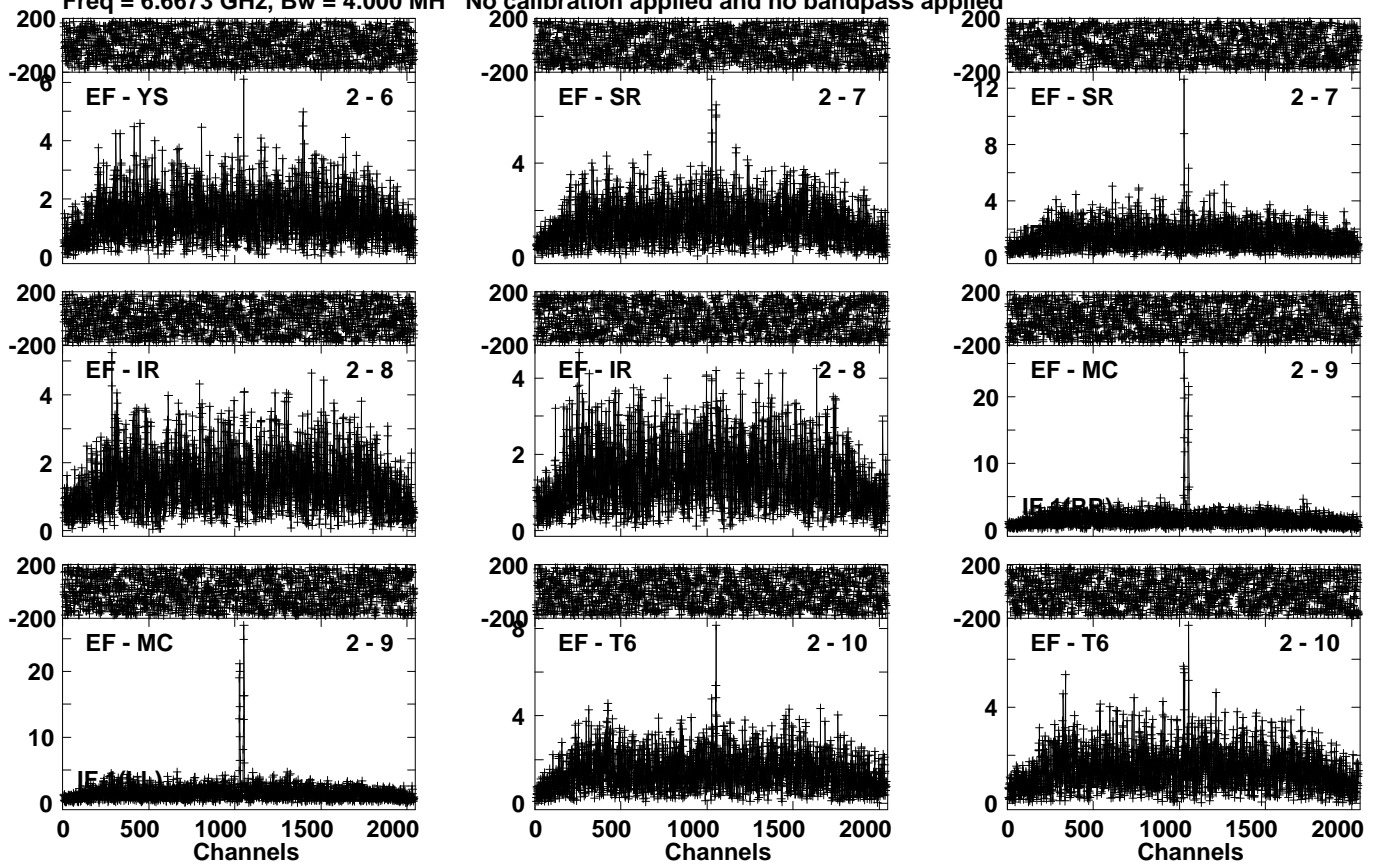 Freq = 6.6673 GHz, Bw = 4.000 MH No calibration applied and no bandpass applied
200 200 200
-200 -200 -200
6 12
EF - YS 2 - 6 EF - SR 2 - 7 EF - SR 2 - 7
4 4 8
2 4
0 0 0
200 200 200
-200 -200 -200
EF - IR 2 - 8 EF - IR 2 - 8 EF - MC 2 - 9
4 4 20
2 2 10
IF 1(RR)
0 0 0
200 200 200
-200 -200 -200
8
EF - MC 2 - 9 EF - T6 2 - 10 EF - T6 2 - 10
20 4 4
10
IF 1(LL)
0 0 0
0 500 1000 1500 2000 0 500 1000 1500 2000 0 500 1000 1500 2000
Channels Channels Channels